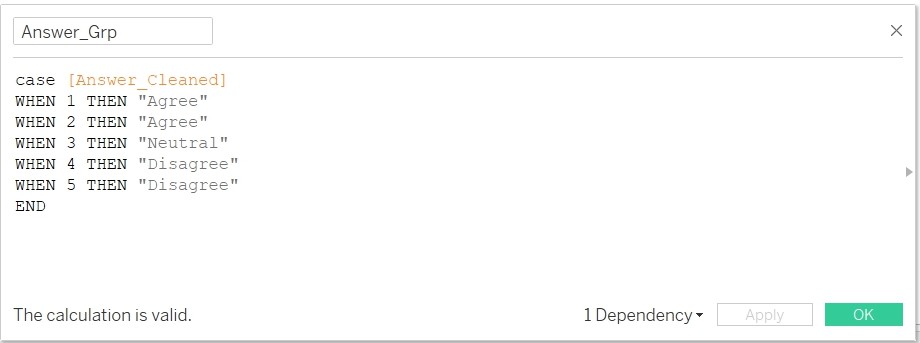 Answer_Grp
case [Answer_Cleaned]
WHEN 1 THEN "Agree"
WHEN 2 THEN "Agree"
WHEN 3 THEN "Neutral"
WHEN 4 THEN "Disagree"
WHEN 5 THEN "Disagree"
END
The calculation is valid. 1 Dependency Apply OK